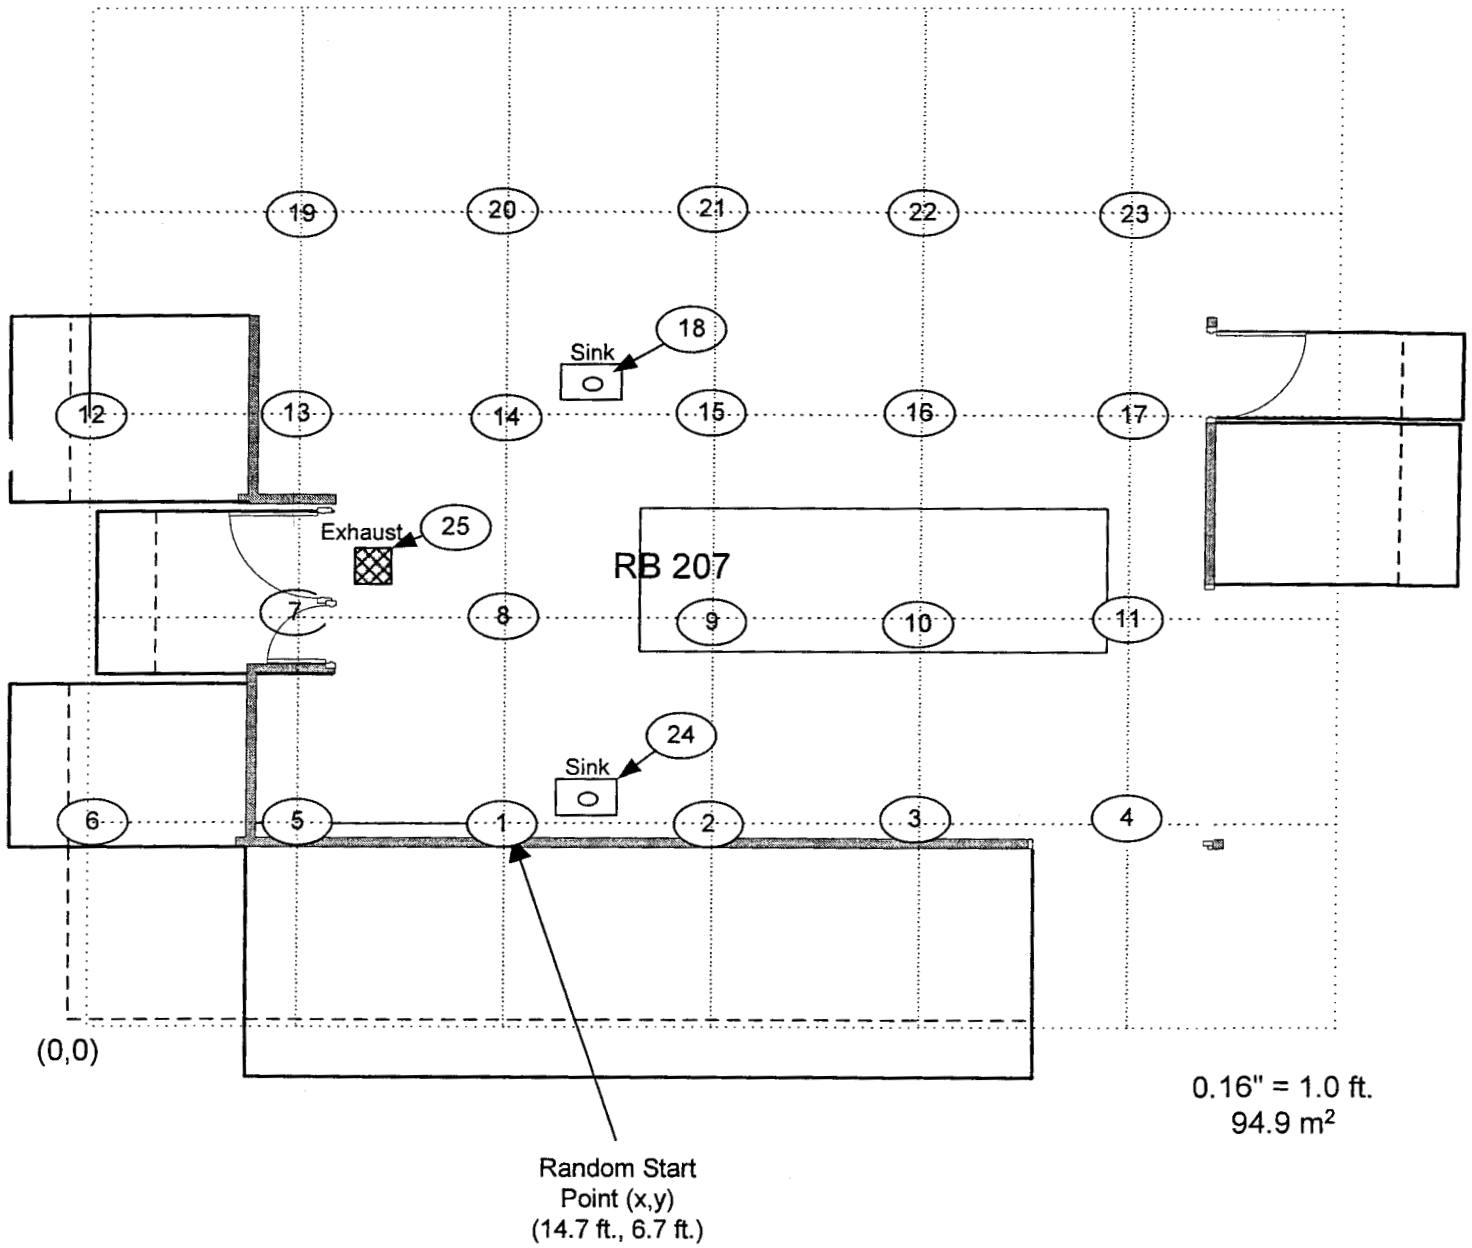 19 20 21 22 23
18
Sink
12 13 14 15 16 17
Exhaust 25
RB 207
7 8 9 10 11
24
Sink
6 5 1 2 3 4
(0,0)
0.16" = 1.0 ft.
94.9 m²
Random Start
Point (x,y)
(14.7 ft., 6.7 ft.)